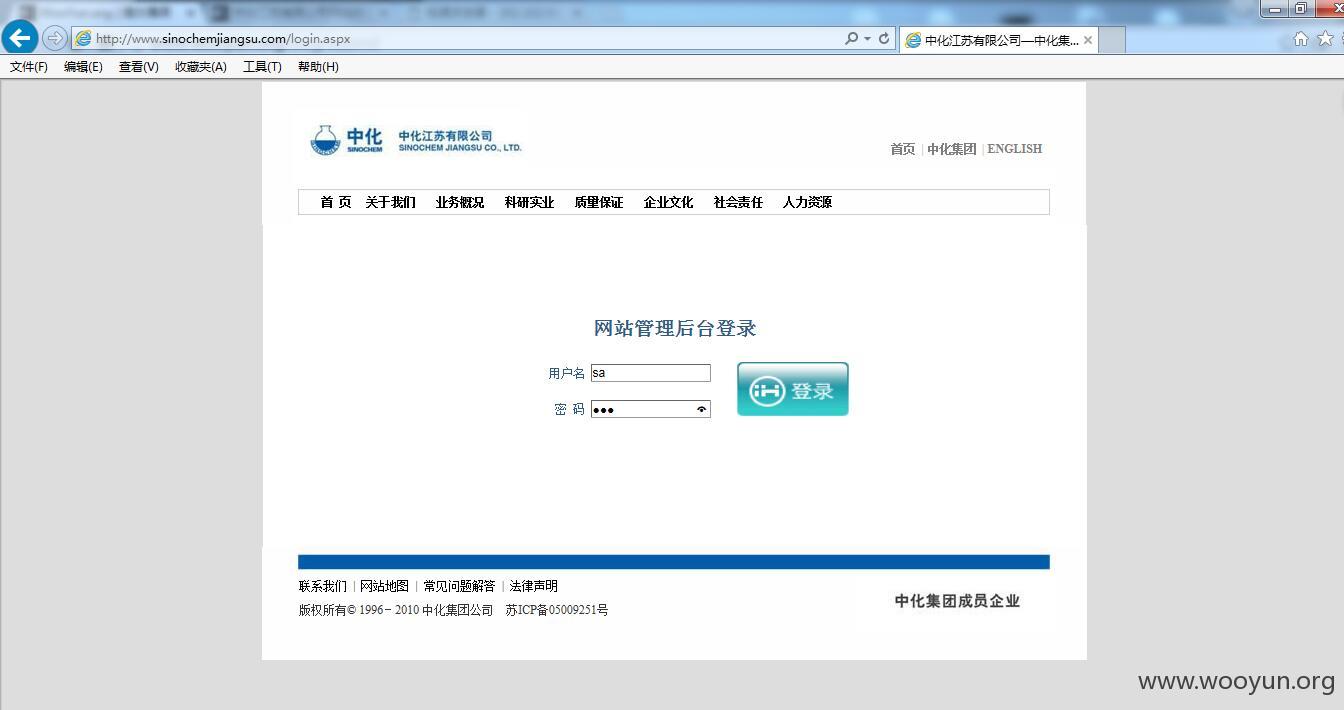 http://www.sinochemjiangsu.com/login.aspx
中化江苏有限公司—中化集...
文件(F) 编辑(E) 查看(V) 收藏夹(A) 工具(T) 帮助(H)
中化 SINOCHEM
中化江苏有限公司
SINOCHEM JIANGSU CO., LTD.
首页 | 中化集团 | ENGLISH
首 页 关于我们 业务概况 科研实业 质量保证 企业文化 社会责任 人力资源
网站管理后台登录
用户名 sa
密 码 ●●●
登录
联系我们 | 网站地图 | 常见问题解答 | 法律声明
版权所有© 1996– 2010 中化集团公司 苏ICP备05009251号
中化集团成员企业
www.wooyun.org